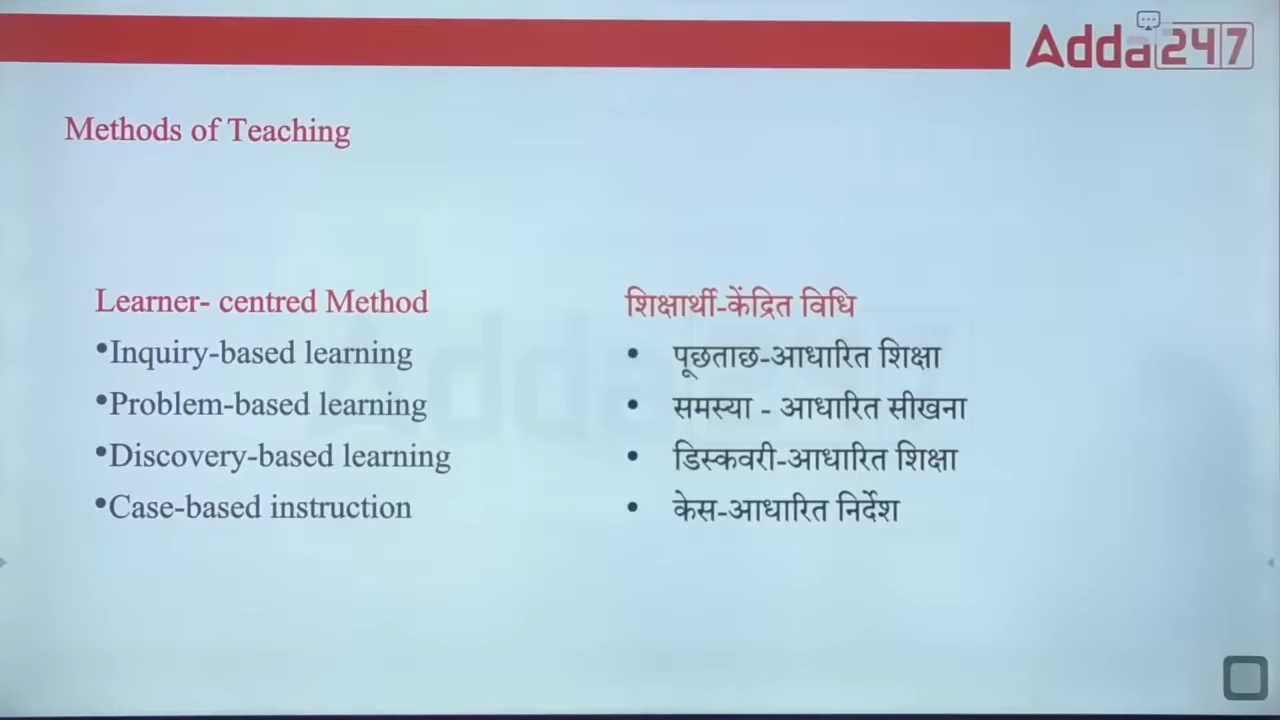 Adda247
Methods of Teaching
Learner- centred Method
•Inquiry-based learning
•Problem-based learning
•Discovery-based learning
•Case-based instruction
शिक्षार्थी-केंद्रित विधि
• पूछताछ-आधारित शिक्षा
• समस्या - आधारित सीखना
• डिस्कवरी-आधारित शिक्षा
• केस-आधारित निर्देश